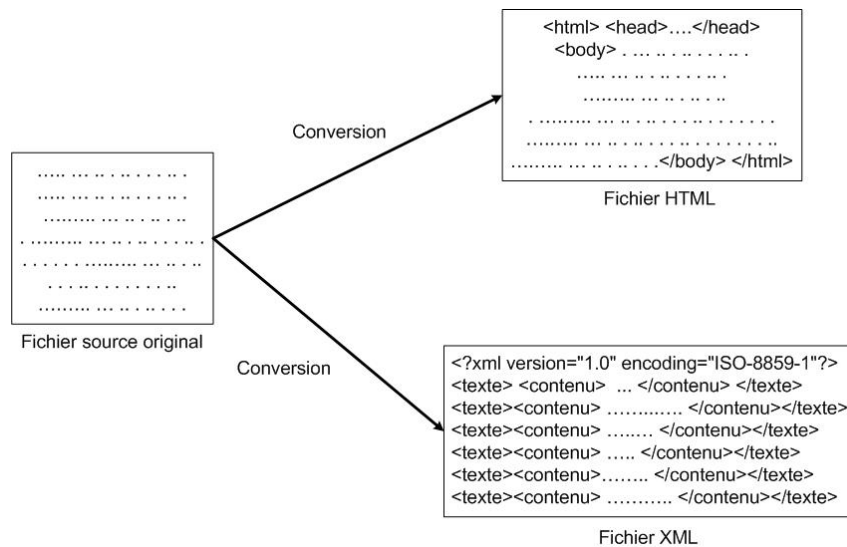 <html> <head>….</head>
<body> . … .. . .. . . . .. .
….. … .. . .. . . . .. .
……... … .. . .. . ..
. ……... … .. . .. . . . .. . . . . . . .
……... … .. . .. . . . .. . . . . . . . ..
……... … .. . .. . . .</body> </html>
Fichier HTML
Conversion
….. … .. . .. . . . .. .
….. … .. . .. . . . .. .
……... … .. . .. . ..
. ……... … .. . .. . . . .. .
. . . . . ……... … .. . ..
. . . .. . . . . . . ..
……... … .. . .. . . .
Fichier source original
Conversion
<?xml version="1.0" encoding="ISO-8859-1"?>
<texte> <contenu> ... </contenu> </texte>
<texte><contenu> ……..…. </contenu></texte>
<texte><contenu> …..… </contenu></texte>
<texte><contenu> ….. </contenu></texte>
<texte><contenu>…….. </contenu></texte>
<texte><contenu> ……….. </contenu></texte>
Fichier XML